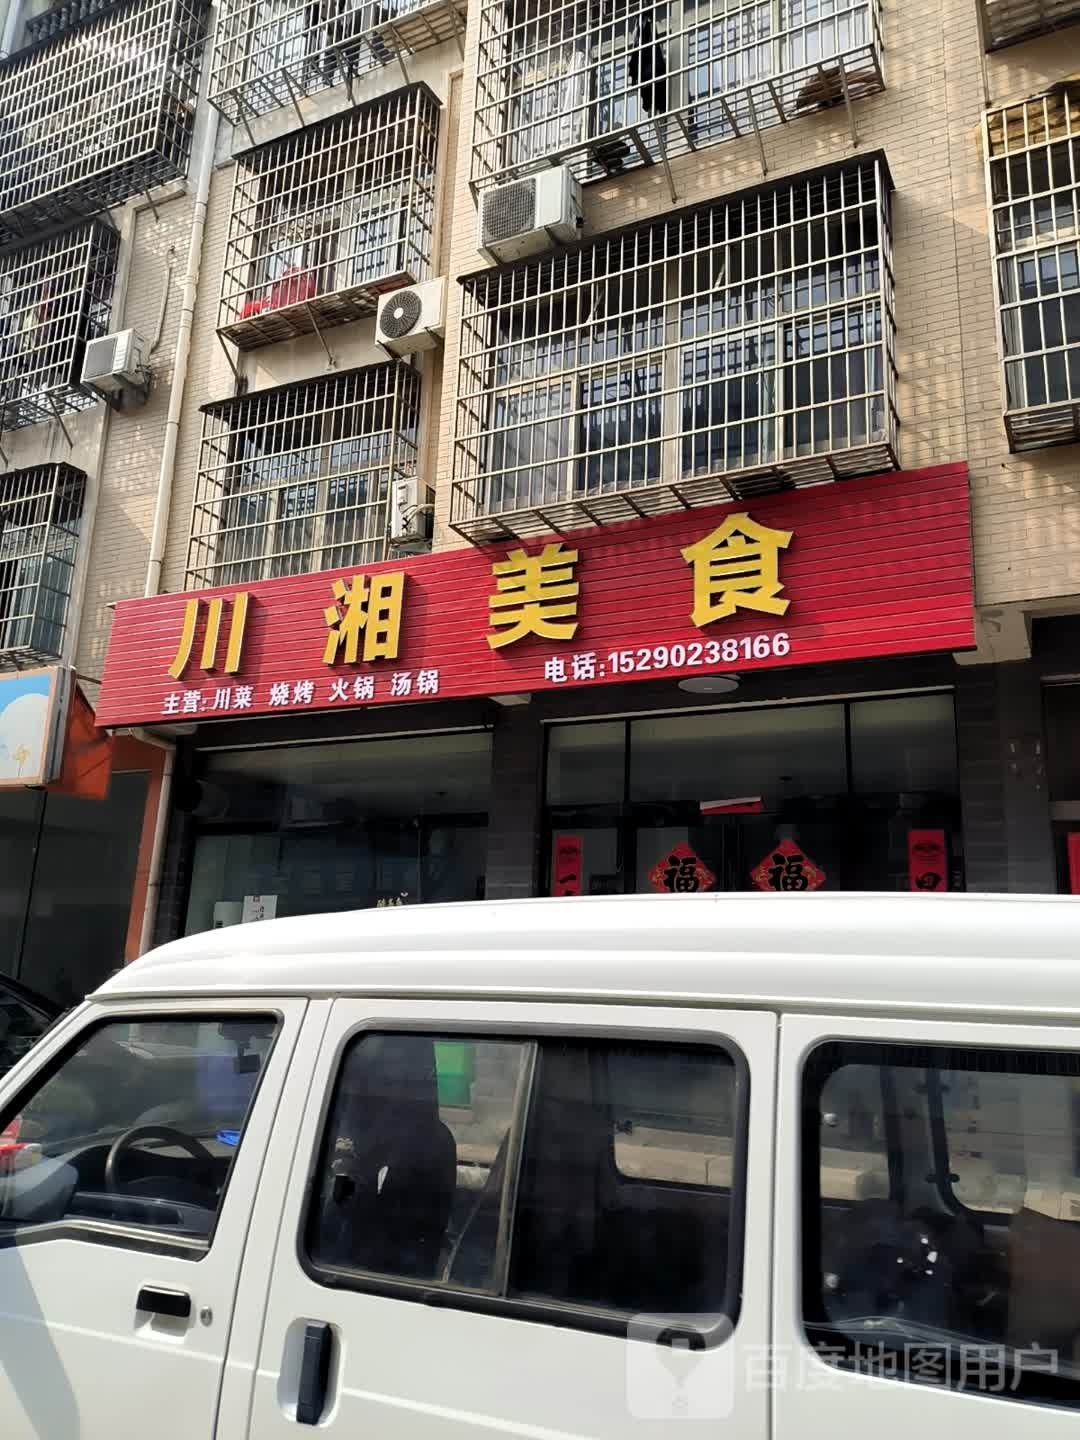 川湘美食
主营:川菜 烧烤 火锅 汤锅
电话:15290238166
福 福
百度地图用户